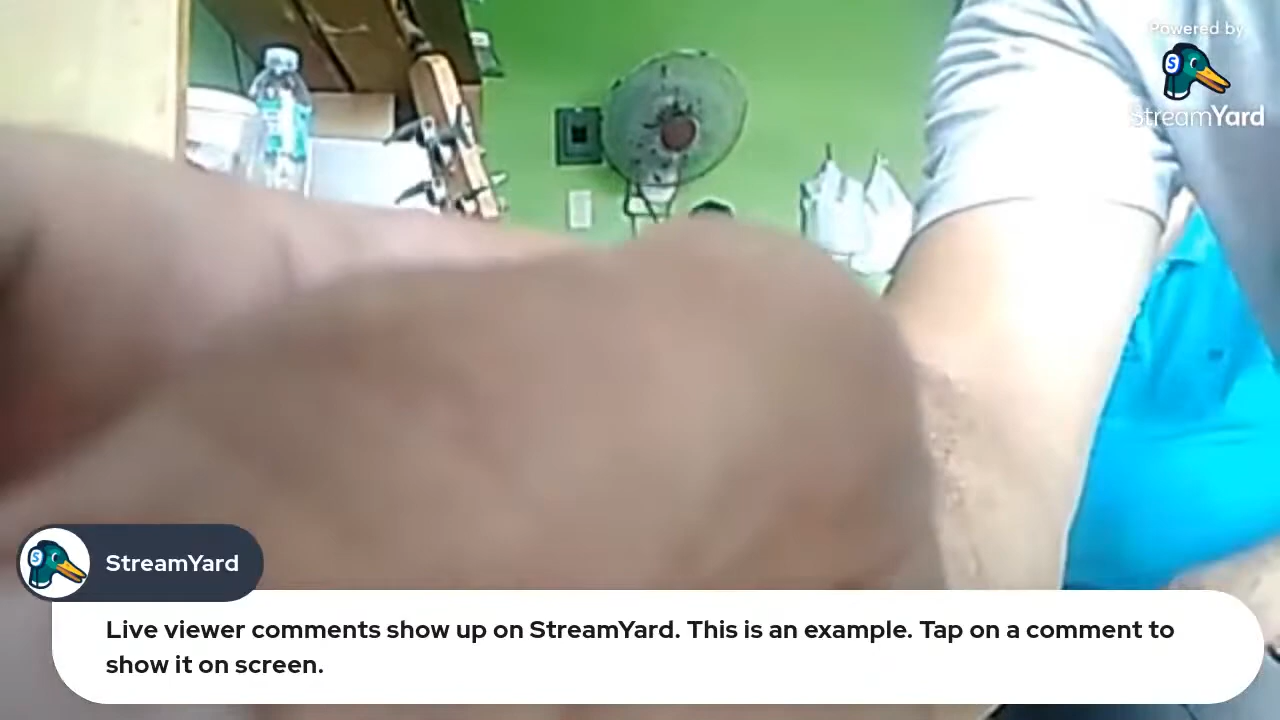 Powered by
StreamYard
StreamYard
Live viewer comments show up on StreamYard. This is an example. Tap on a comment to
show it on screen.